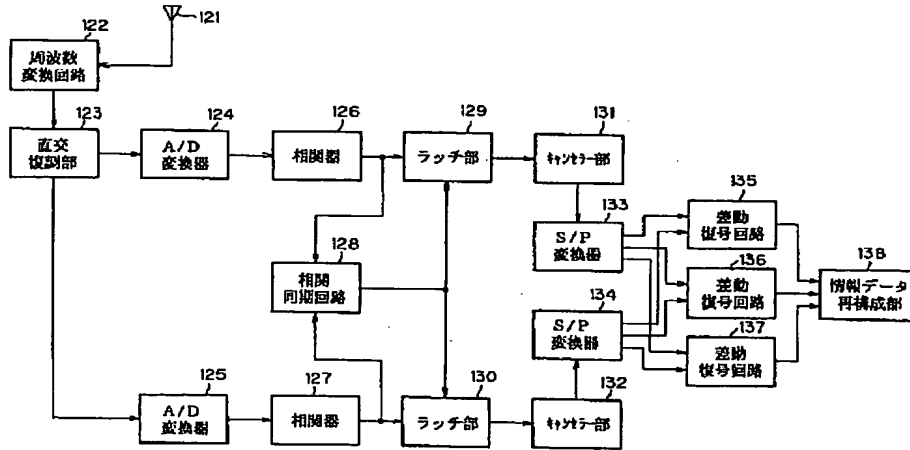 121
122
周波数
変換回路
123
直交
復調部
124
A/D
変換器
126
相関器
129
ラッチ部
131
キャンセラー部
128
相関
同期回路
133
S/P
変換器
134
S/P
変換器
135
差動
復号回路
136
差動
復号回路
137
差動
復号回路
138
情報データ
再構成部
125
A/D
変換器
127
相関器
130
ラッチ部
132
キャンセラー部